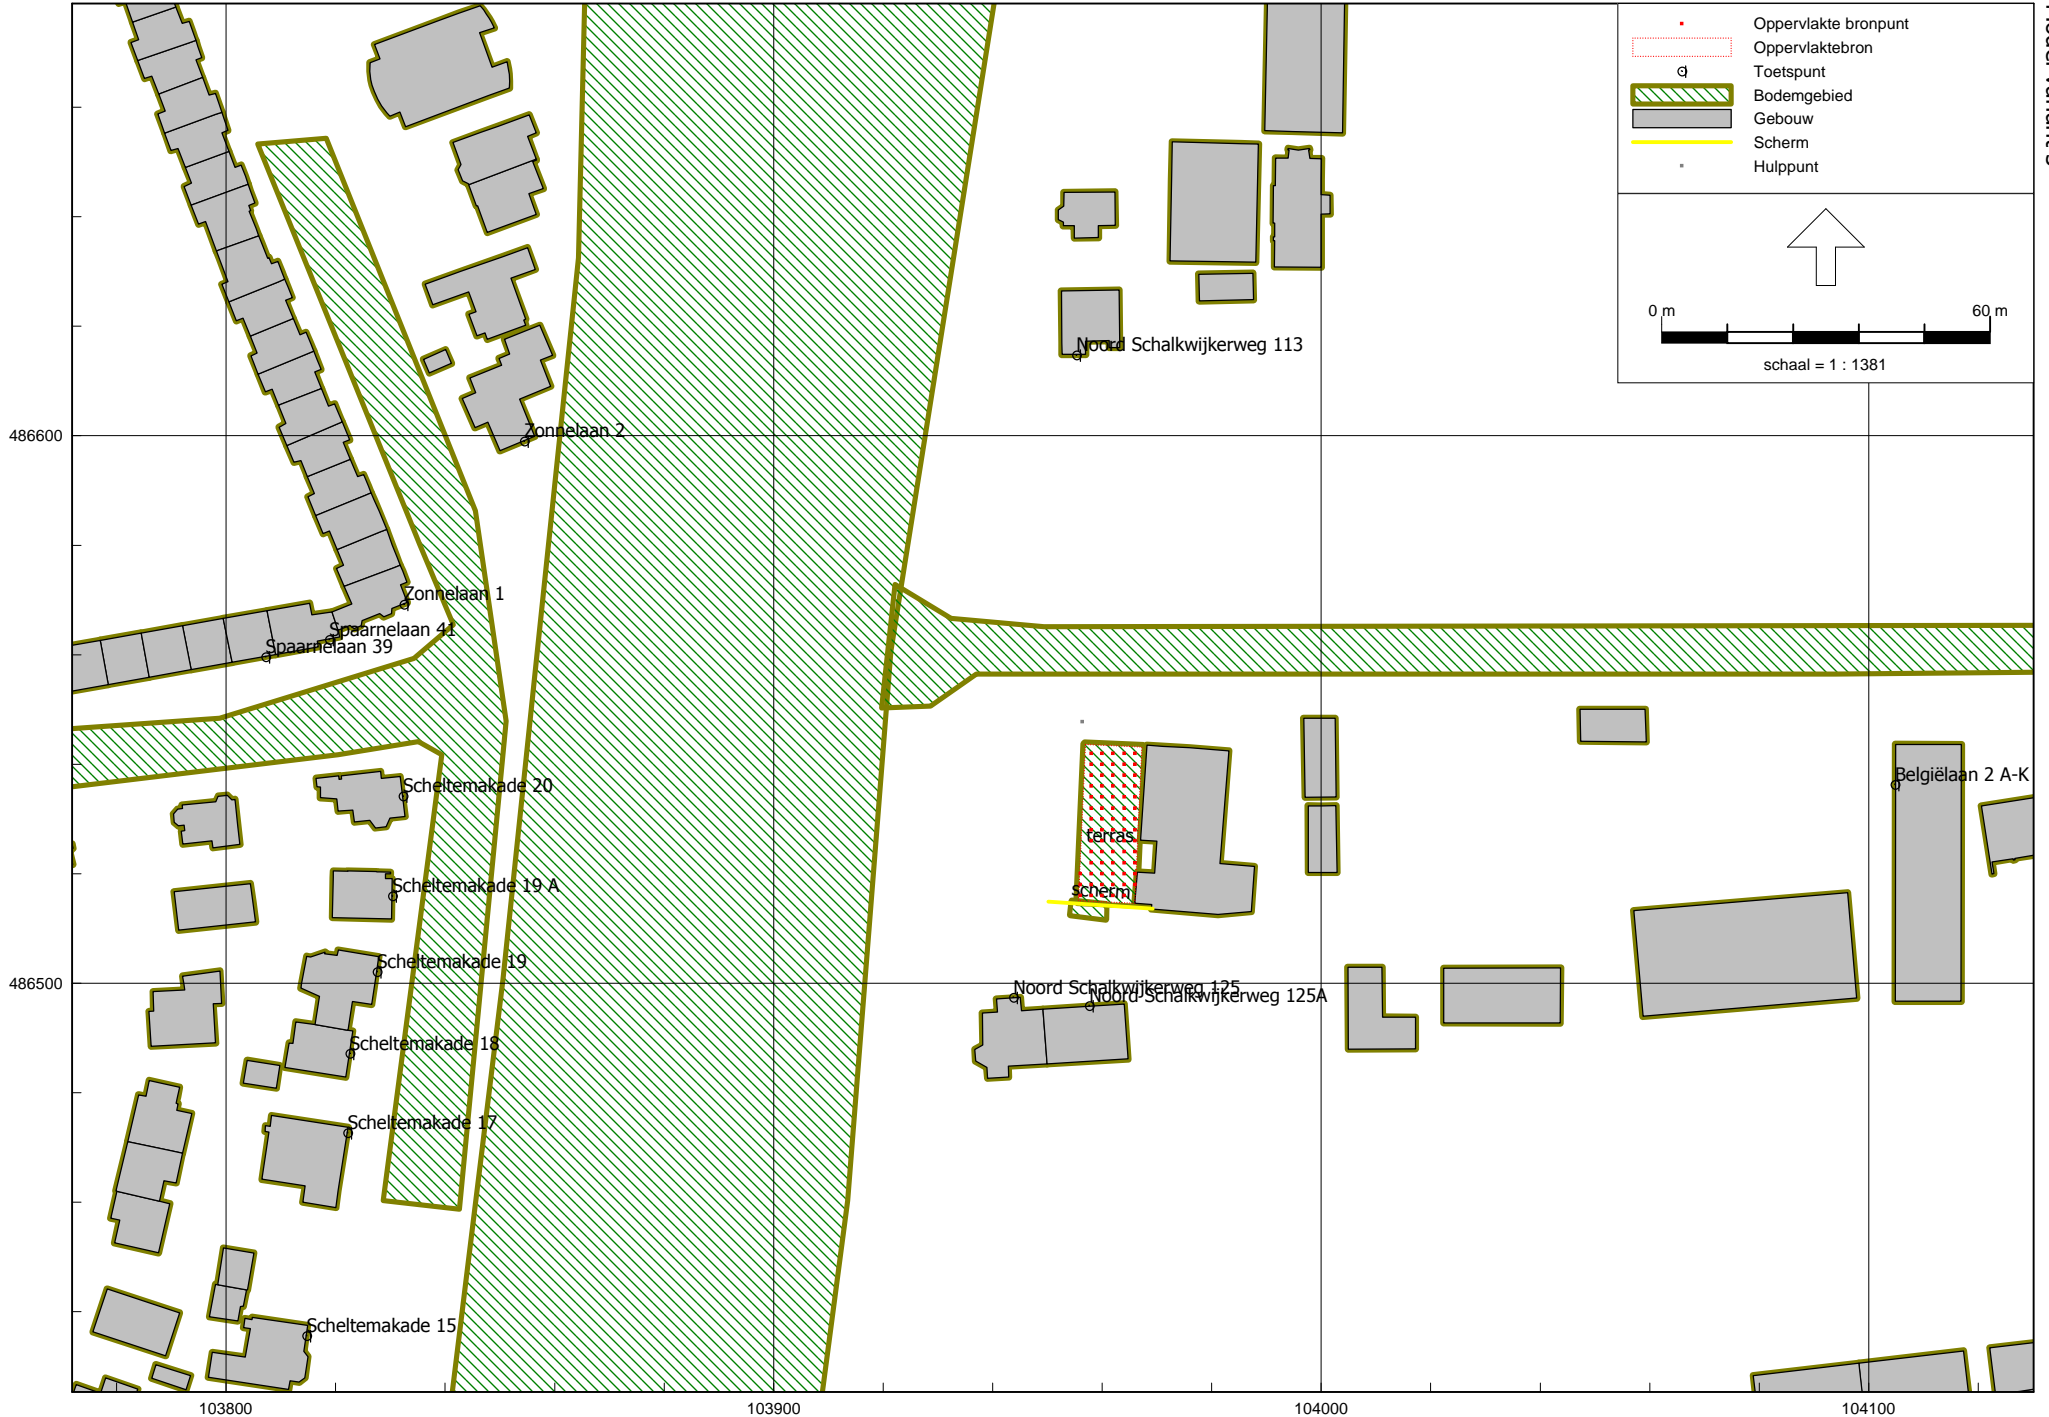 Oppervlakte bronpunt
Oppervlaktebron
Toetspunt
Bodemgebied
Gebouw
Scherm
Hulppunt
0 m
60 m
schaal = 1 : 1381
Noord Schalkwijkerweg 113
Zonnelaan 2
486600
Zonnelaan 1
Spaarnelaan 41
Spaarnelaan 39
Belgiëlaan 2 A-K
Scheltemakade 20
terras
Scheltemakade 19 A
scherm
Scheltemakade 19
486500
Noord Schalkwijkerweg 125
Noord Schalkwijkerweg 125A
Scheltemakade 18
Scheltemakade 17
Scheltemakade 15
103800
103900
104000
104100